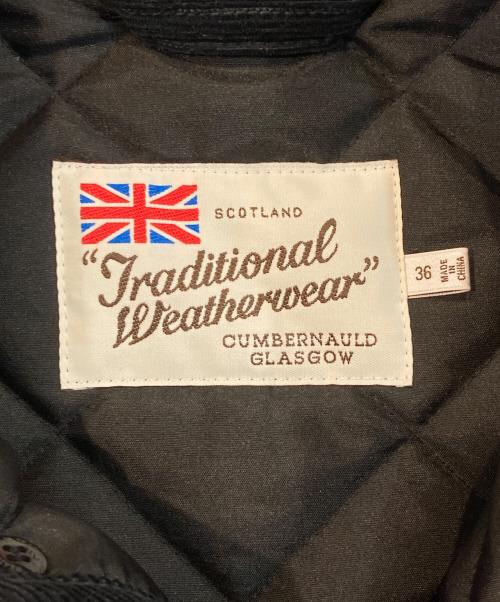 SCOTLAND
"Traditional
Weatherwear"
CUMBERNAULD
GLASGOW
36
MADE
IN
CHINA